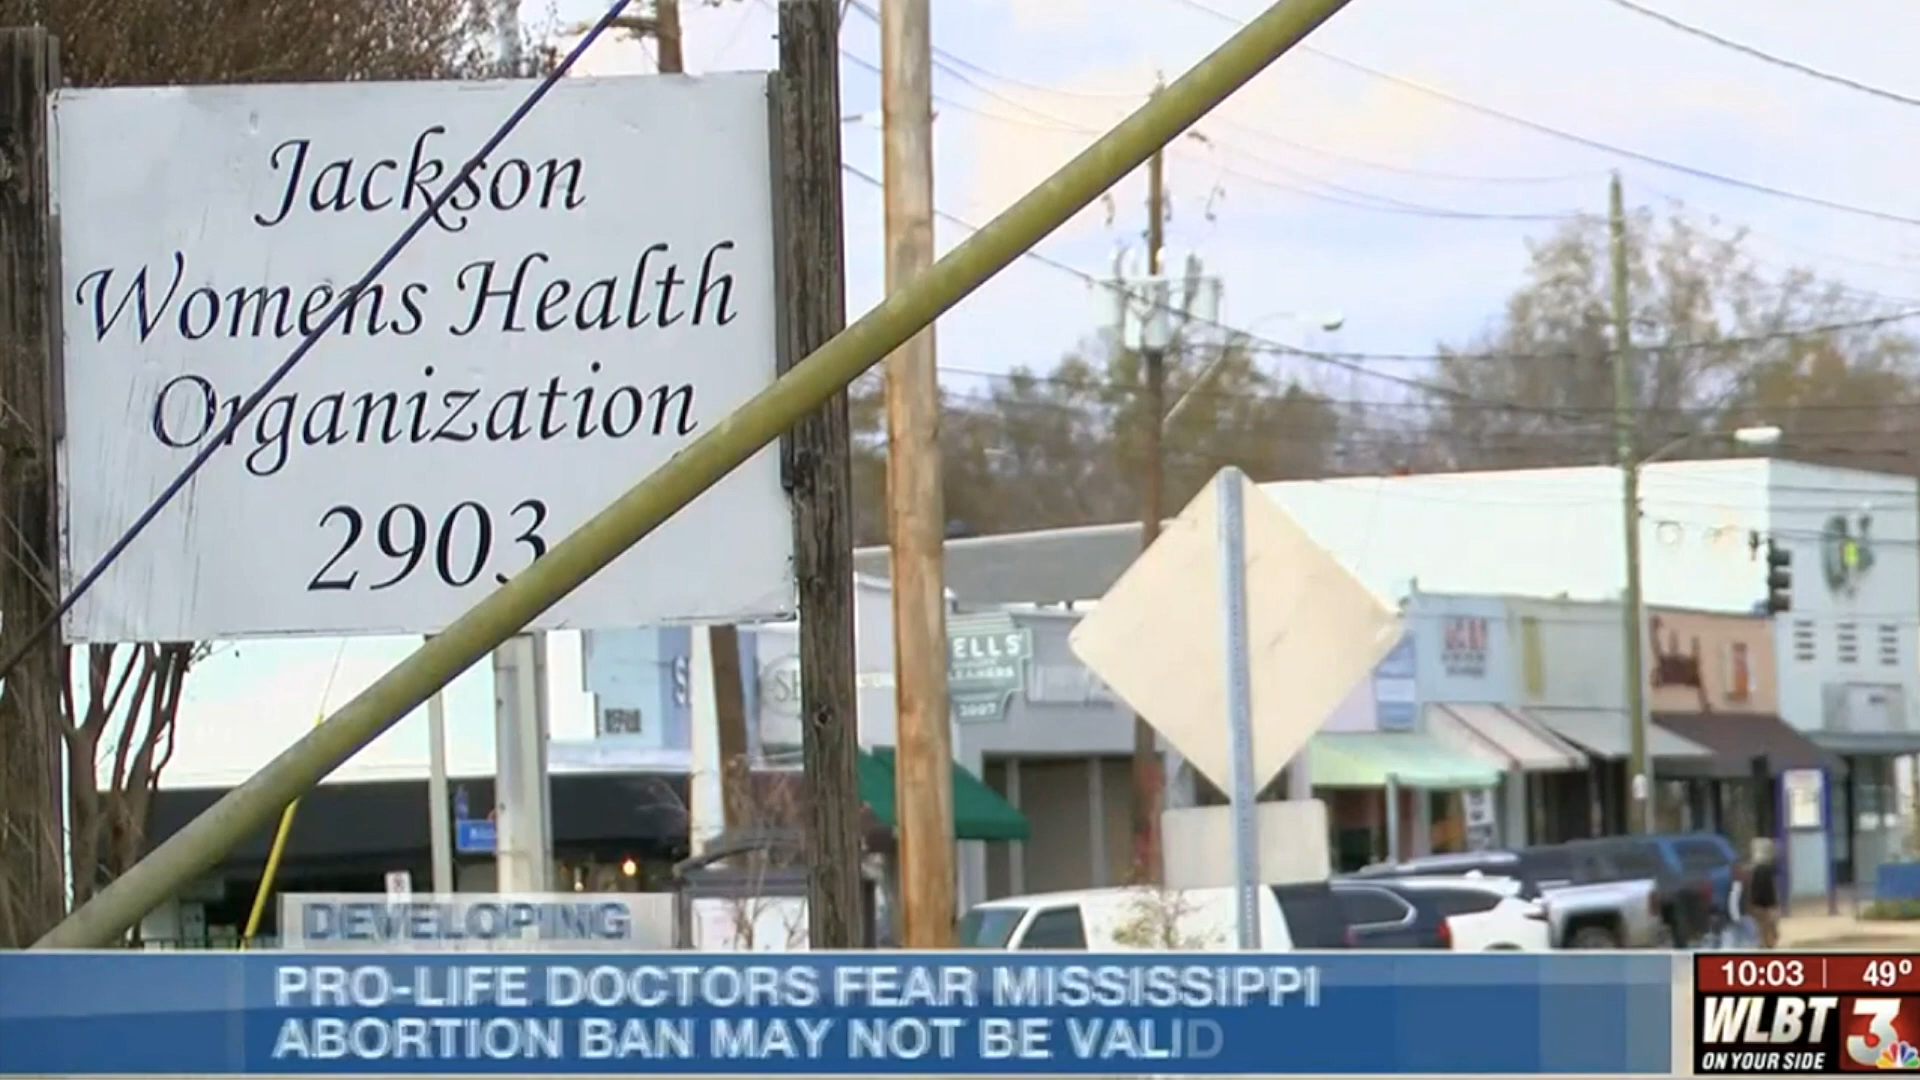 Jackson
Womens Health
Organization
2903
ELLS'
DEVELOPING
PRO-LIFE DOCTORS FEAR MISSISSIPPI
ABORTION BAN MAY NOT BE VALID
10:03 49°
WLBT 3
ON YOUR SIDE